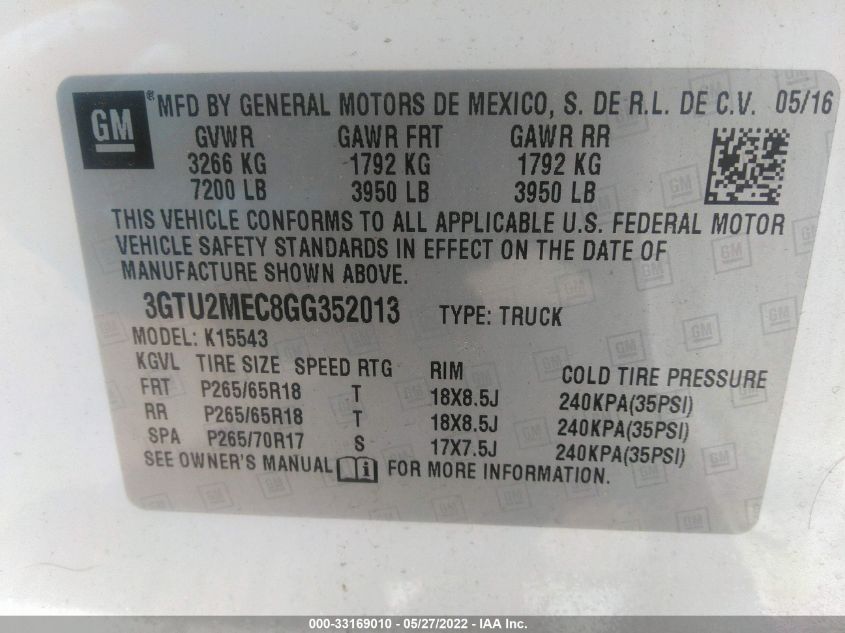 GM ® MFD BY GENERAL MOTORS DE MEXICO, S. DE R.L. DE C.V. 05/16
GVWR GAWR FRT GAWR RR
3266 KG 1792 KG 1792 KG
7200 LB 3950 LB 3950 LB
THIS VEHICLE CONFORMS TO ALL APPLICABLE U.S. FEDERAL MOTOR
VEHICLE SAFETY STANDARDS IN EFFECT ON THE DATE OF
MANUFACTURE SHOWN ABOVE.
3GTU2MEC8GG352013 TYPE: TRUCK
MODEL: K15543
KGVL TIRE SIZE SPEED RTG RIM COLD TIRE PRESSURE
FRT P265/65R18 T 18X8.5J 240KPA(35PSI)
RR P265/65R18 T 18X8.5J 240KPA(35PSI)
SPA P265/70R17 S 17X7.5J 240KPA(35PSI)
SEE OWNER'S MANUAL FOR MORE INFORMATION.
000-33169010 - 05/27/2022 - IAA Inc.